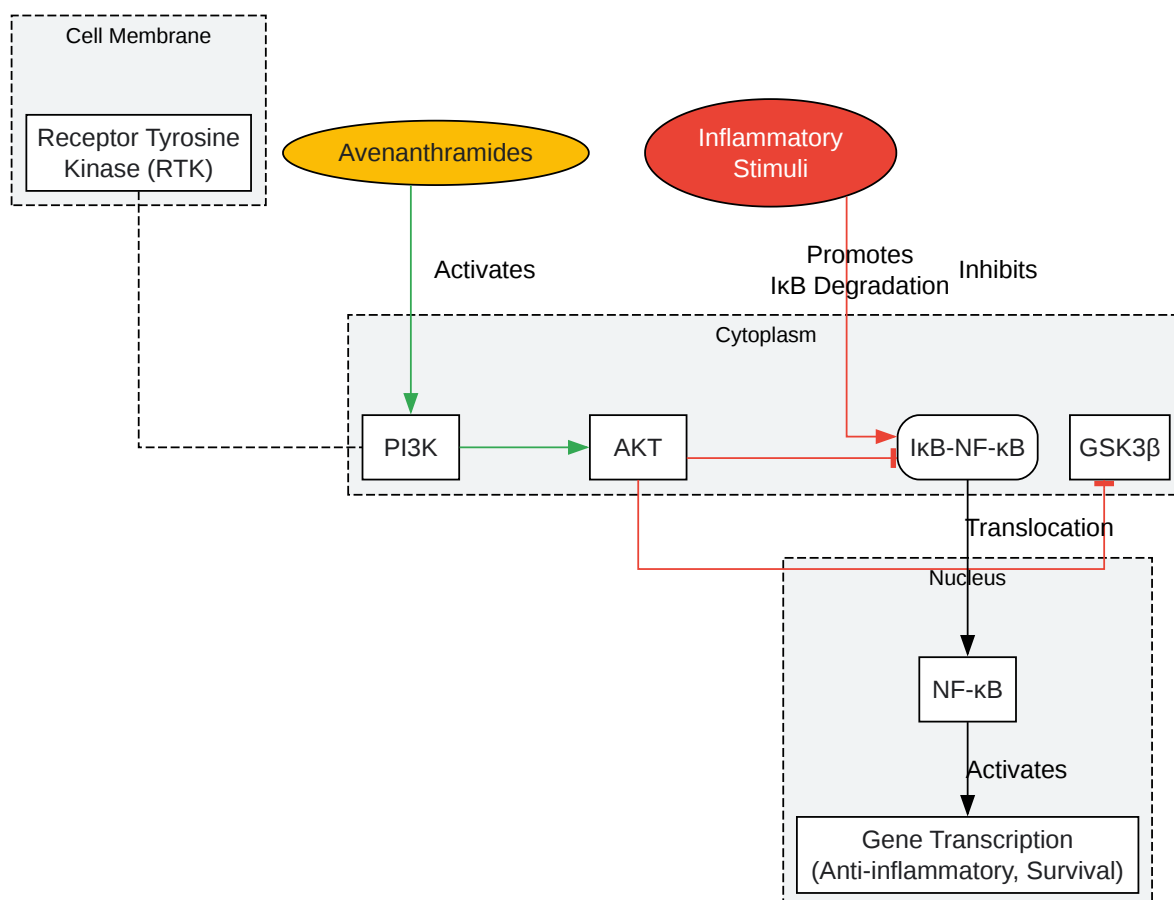 Cell Membrane
Receptor Tyrosine
Kinase (RTK)
Avenanthramides
Inflammatory
Stimuli
Activates
Promotes
IκB Degradation
Inhibits
Cytoplasm
PI3K
AKT
IκB-NF-κB
GSK3β
Translocation
Nucleus
NF-κB
Activates
Gene Transcription
(Anti-inflammatory, Survival)